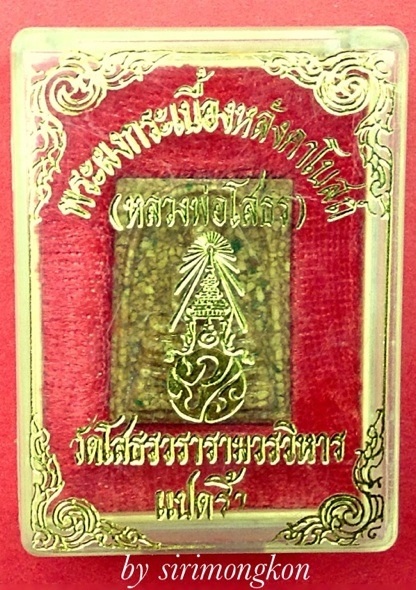 พระผงกระเบื้องหลังคาโบสถ์
(หลวงพ่อโสธร)
วัดโสธรวรารามวรวิหาร
แปดริ้ว
by sirimongkon